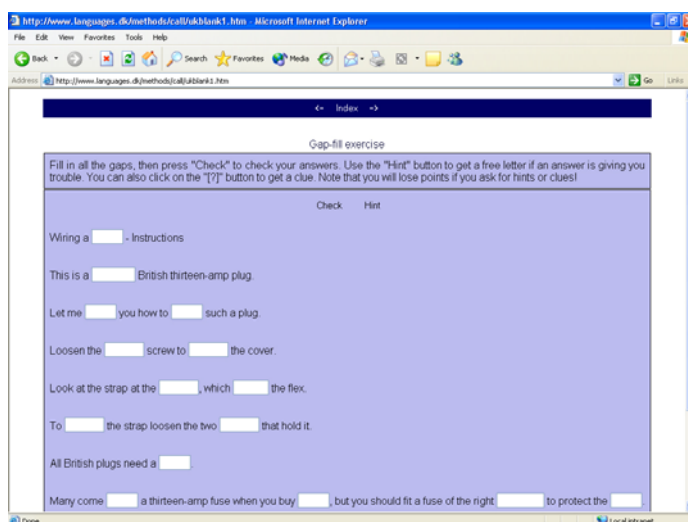 http://www.languages.dk/methods/call/ukblank1.htm - Microsoft Internet Explorer
File Edit View Favorites Tools Help
Back Search Favorites Media
Address http://www.languages.dk/methods/call/ukblank1.htm Go Links
<- Index ->
Gap-fill exercise
Fill in all the gaps, then press "Check" to check your answers. Use the "Hint" button to get a free letter if an answer is giving you
trouble. You can also click on the "[?]" button to get a clue. Note that you will lose points if you ask for hints or clues!
Check Hint
Wiring a - Instructions
This is a British thirteen-amp plug.
Let me you how to such a plug.
Loosen the screw to the cover.
Look at the strap at the , which the flex.
To the strap loosen the two that hold it.
All British plugs need a .
Many come a thirteen-amp fuse when you buy , but you should fit a fuse of the right to protect the .
Done Local intranet